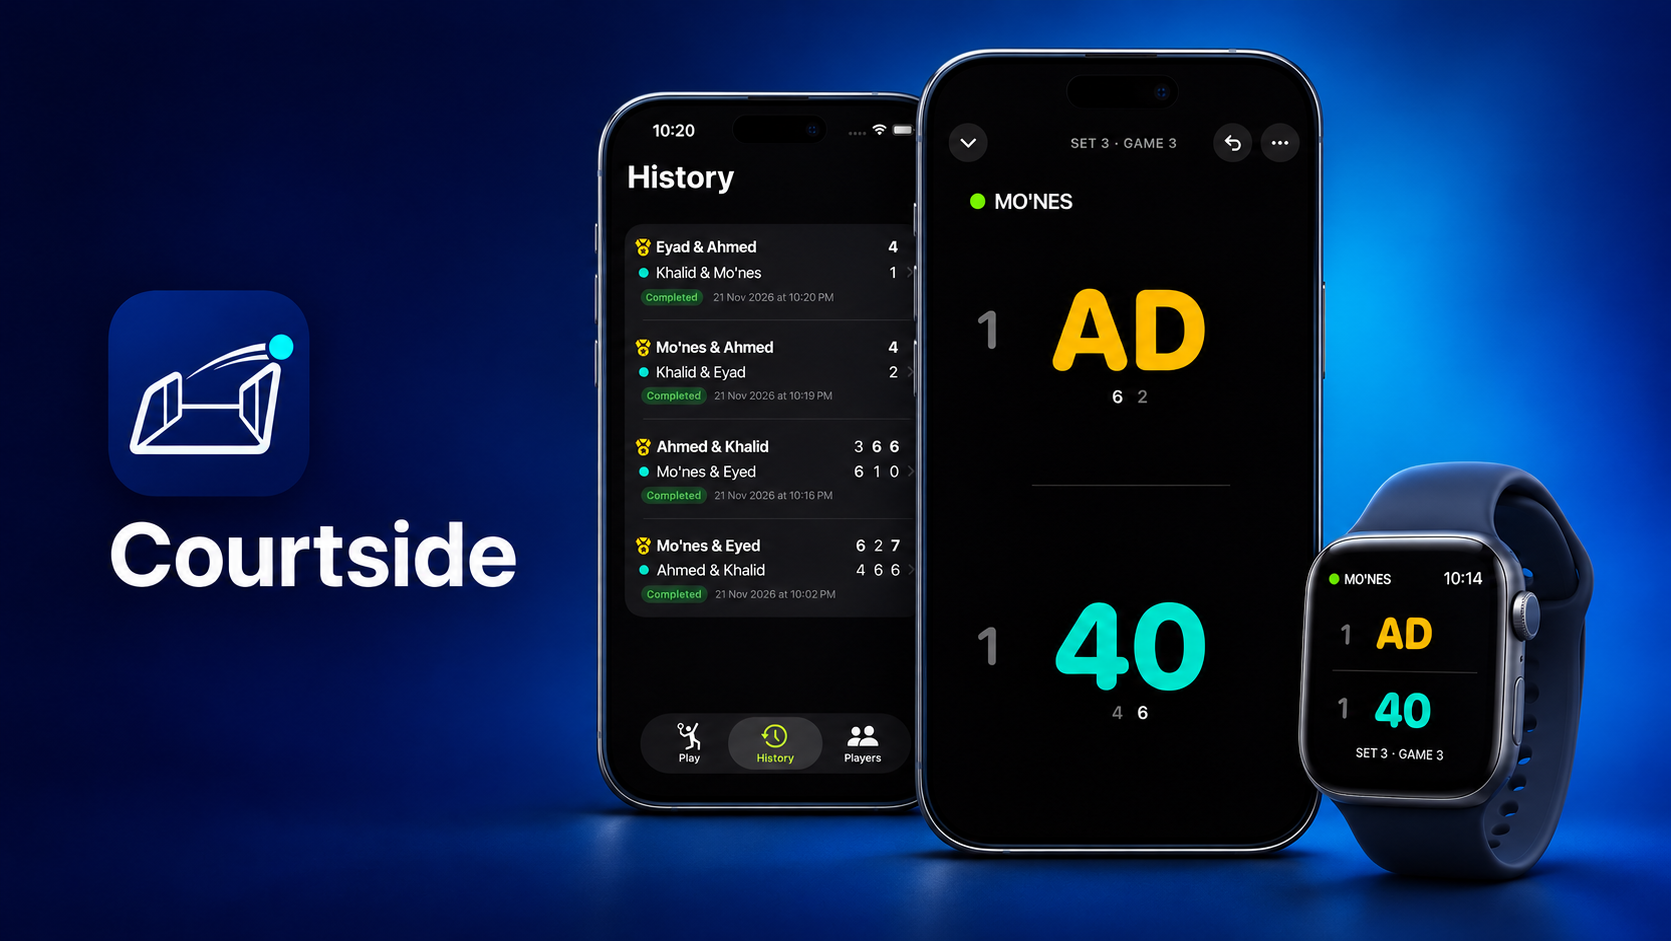 Courtside
10:20
History
Eyad & Ahmed 4
Khalid & Mo'nes 1
Completed 21 Nov 2026 at 10:20 PM
Mo'nes & Ahmed 4
Khalid & Eyad 2
Completed 21 Nov 2026 at 10:19 PM
Ahmed & Khalid 3 6 6
Mo'nes & Eyed 6 1 0
Completed 21 Nov 2026 at 10:16 PM
Mo'nes & Eyed 6 2 7
Ahmed & Khalid 4 6 6
Completed 21 Nov 2026 at 10:02 PM
Play History Players
SET 3 · GAME 3
MO'NES
1 AD
6 2
1 40
4 6
MO'NES 10:14
1 AD
1 40
SET 3 · GAME 3